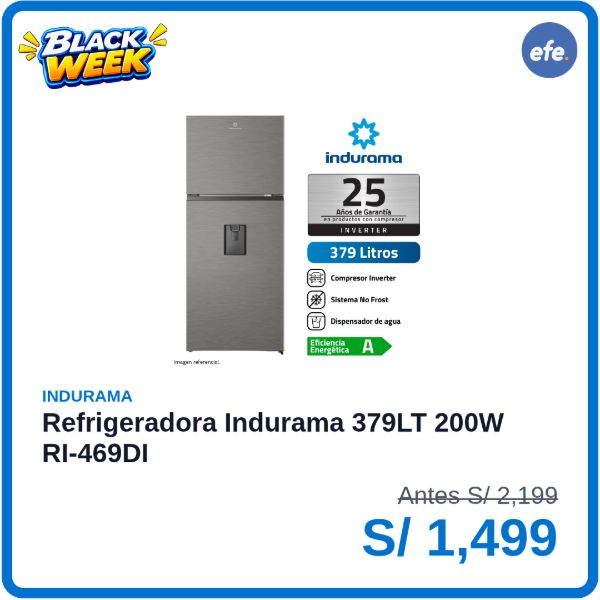 BLACK
WEEK
efe.
indurama
25
Años de Garantía
en productos con compresor
INVERTER
379 Litros
Compresor Inverter
Sistema No Frost
Dispensador de agua
Eficiencia
Energética
A
Imagen referencial.
INDURAMA
Refrigeradora Indurama 379LT 200W
RI-469DI
Antes S/ 2,199
S/ 1,499